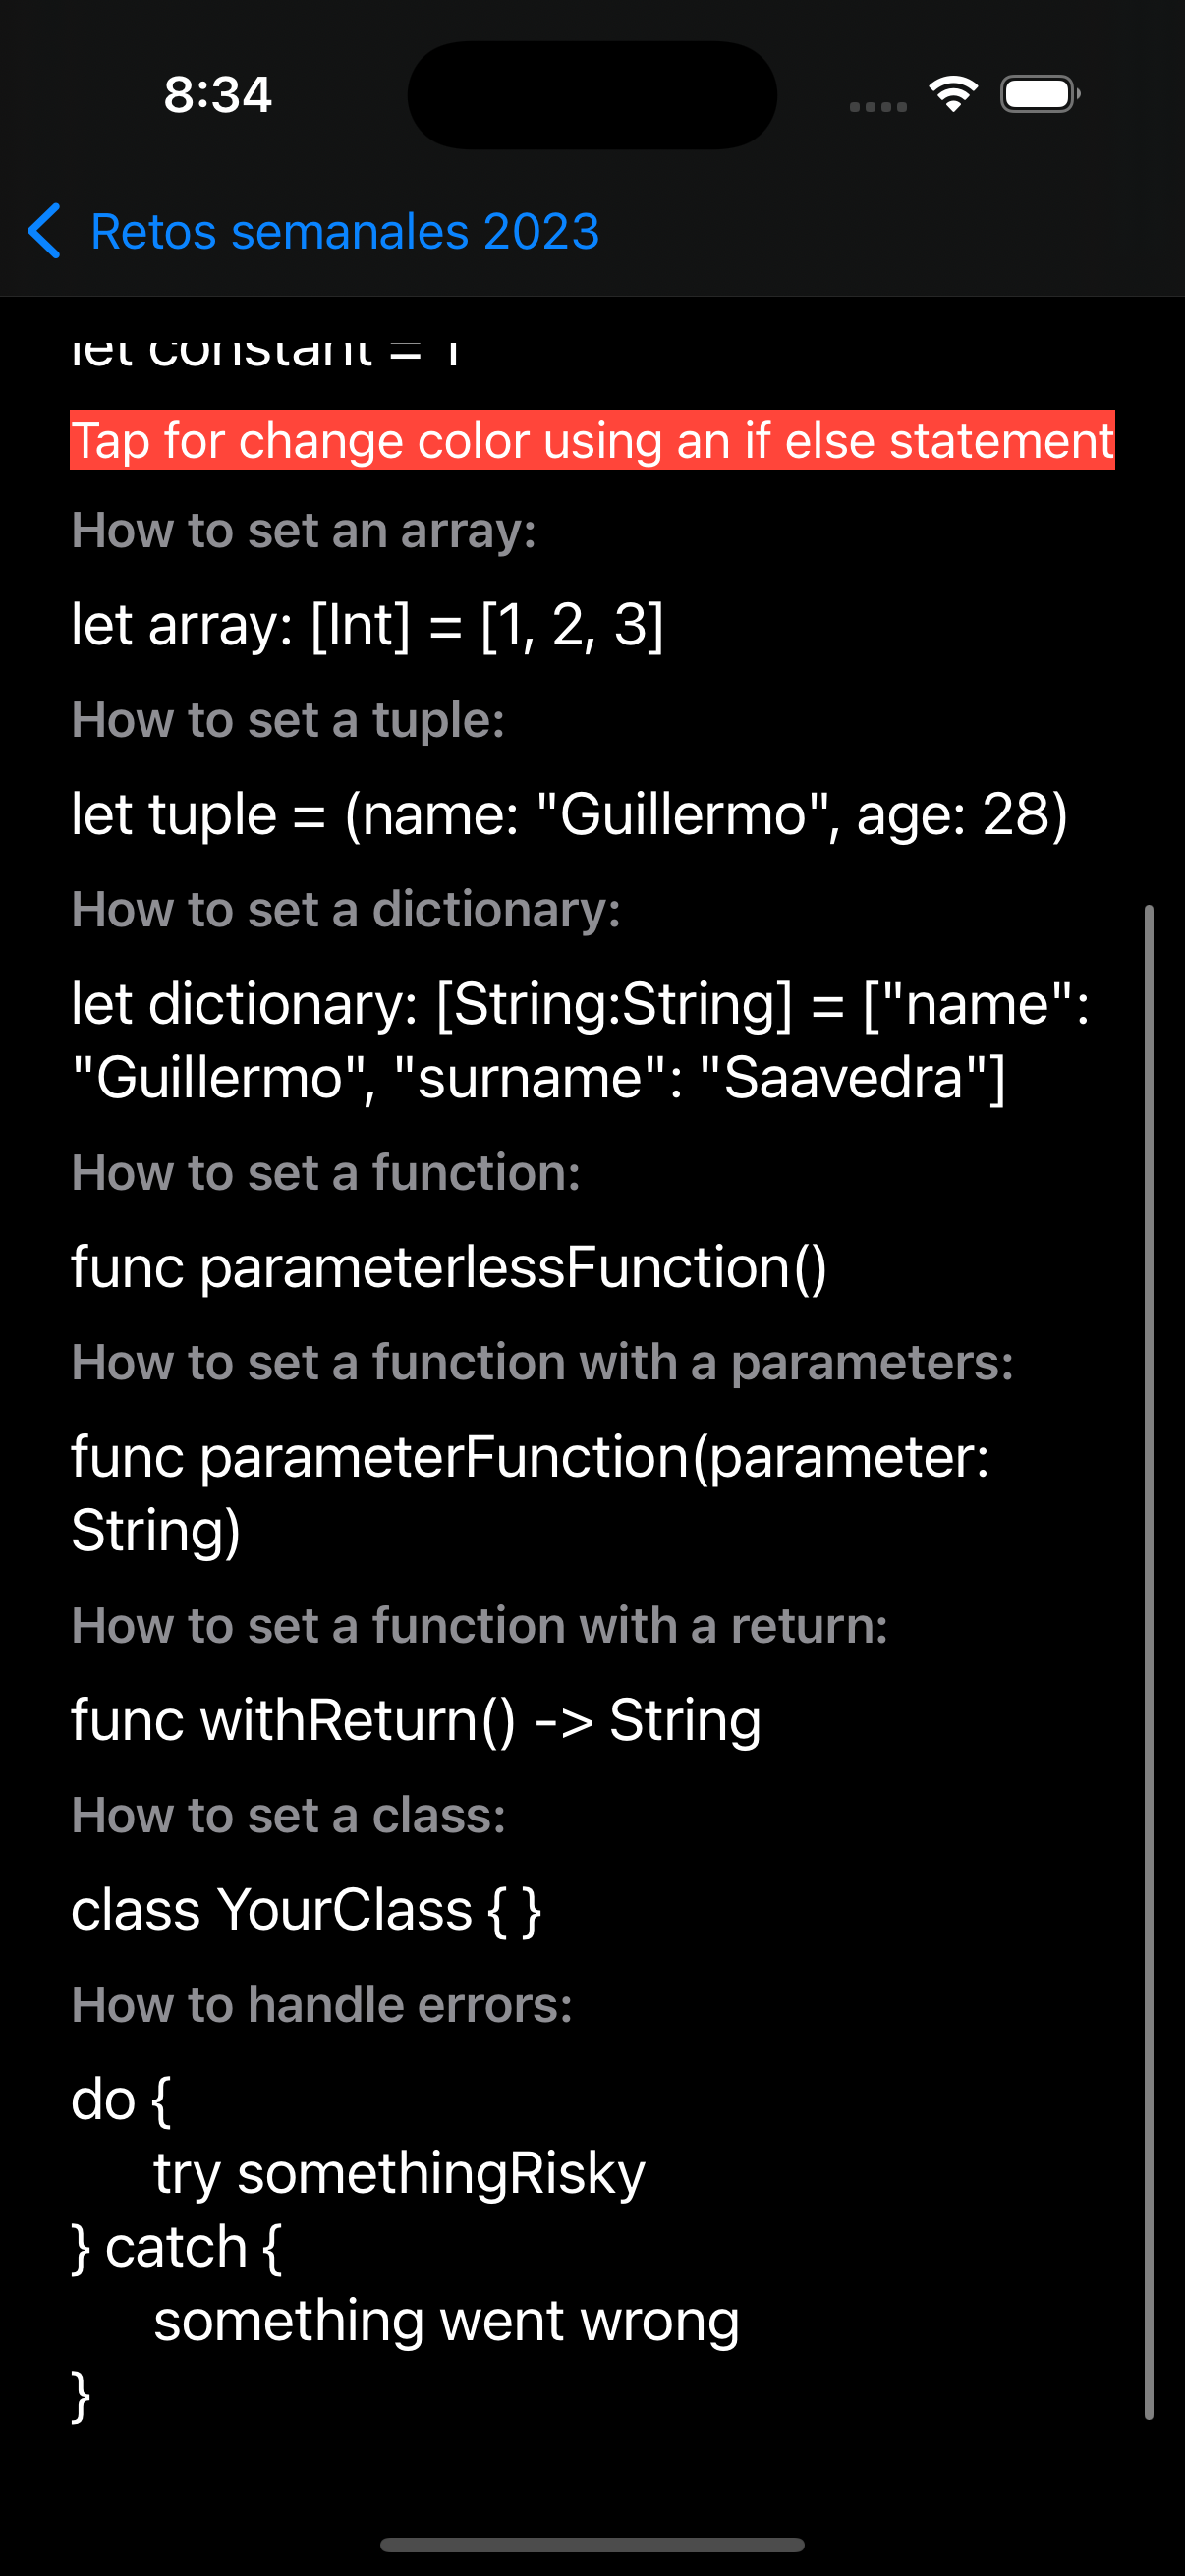 8:34
Retos semanales 2023
let constant = 1
Tap for change color using an if else statement
How to set an array:
let array: [Int] = [1, 2, 3]
How to set a tuple:
let tuple = (name: "Guillermo", age: 28)
How to set a dictionary:
let dictionary: [String:String] = ["name":
"Guillermo", "surname": "Saavedra"]
How to set a function:
func parameterlessFunction()
How to set a function with a parameters:
func parameterFunction(parameter:
String)
How to set a function with a return:
func withReturn() -> String
How to set a class:
class YourClass { }
How to handle errors:
do {
try somethingRisky
} catch {
something went wrong
}